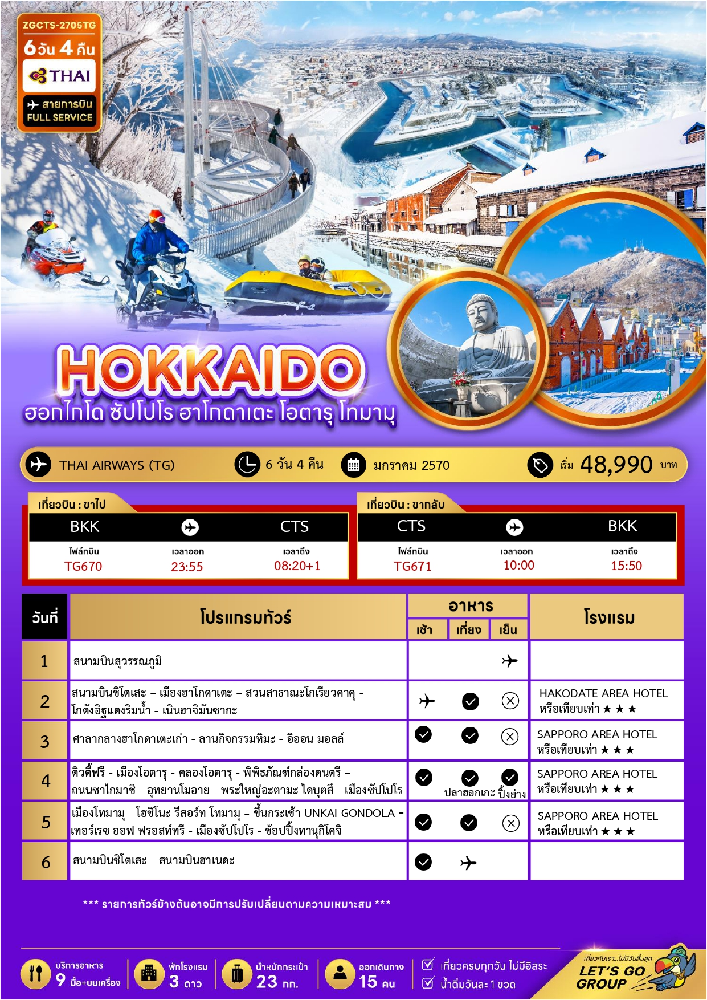 ZGCTS-2705TG
6 วัน 4 คืน
THAI
สายการบิน
FULL SERVICE
HOKKAIDO
ฮอกไกโด ซัปโปโร ฮาโกดาเตะ โอตารุ โทมามุ
THAI AIRWAYS (TG) 6 วัน 4 คืน มกราคม 2570 เริ่ม 48,990 บาท
เที่ยวบิน : ขาไป
BKK CTS
ไฟล์ทบิน เวลาออก เวลาถึง
TG670 23:55 08:20+1
เที่ยวบิน : ขากลับ
CTS BKK
ไฟล์ทบิน เวลาออก เวลาถึง
TG671 10:00 15:50
วันที่ โปรแกรมทัวร์ อาหาร โรงแรม
เช้า เที่ยง เย็น
1 สนามบินสุวรรณภูมิ
2 สนามบินชิโตเสะ – เมืองฮาโกดาเตะ – สวนสาธาณะโกเรียวคาคุ -
โกดังอิฐแดงริมน้ำ - เนินฮาจิมันซากะ
HAKODATE AREA HOTEL
หรือเทียบเท่า ★ ★ ★
3 ศาลากลางฮาโกดาเตะเก่า - ลานกิจกรรมหิมะ - อิออน มอลล์
SAPPORO AREA HOTEL
หรือเทียบเท่า ★ ★ ★
4 ดิวตี้ฟรี - เมืองโอตารุ - คลองโอตารุ - พิพิธภัณฑ์กล่องดนตรี –
ถนนซาไกมาชิ - อุทยานโมอาย - พระใหญ่อะตามะ ไดบุตสึ - เมืองซัปโปโร
ปลาฮอกเกะ ปิ้งย่าง
SAPPORO AREA HOTEL
หรือเทียบเท่า ★ ★ ★
5 เมืองโทมามุ - โฮชิโนะ รีสอร์ท โทมามุ – ขึ้นกระเช้า UNKAI GONDOLA –
เทอร์เรซ ออฟ ฟรอสท์ทรี - เมืองซัปโปโร - ช้อปปิ้งทานุกิโคจิ
SAPPORO AREA HOTEL
หรือเทียบเท่า ★ ★ ★
6 สนามบินชิโตเสะ - สนามบินฮาเนดะ
*** รายการทัวร์ข้างต้นอาจมีการปรับเปลี่ยนตามความเหมาะสม ***
บริการอาหาร
9 มื้อ+บนเครื่อง
พักโรงแรม
3 ดาว
น้ำหนักกระเป๋า
23 กก.
ออกเดินทาง
15 คน
เที่ยวครบทุกวัน ไม่มีอิสระ
น้ำดื่มวันละ 1 ขวด
เที่ยวกับเรา...ไม่มีวันสิ้นสุด
LET'S GO
GROUP